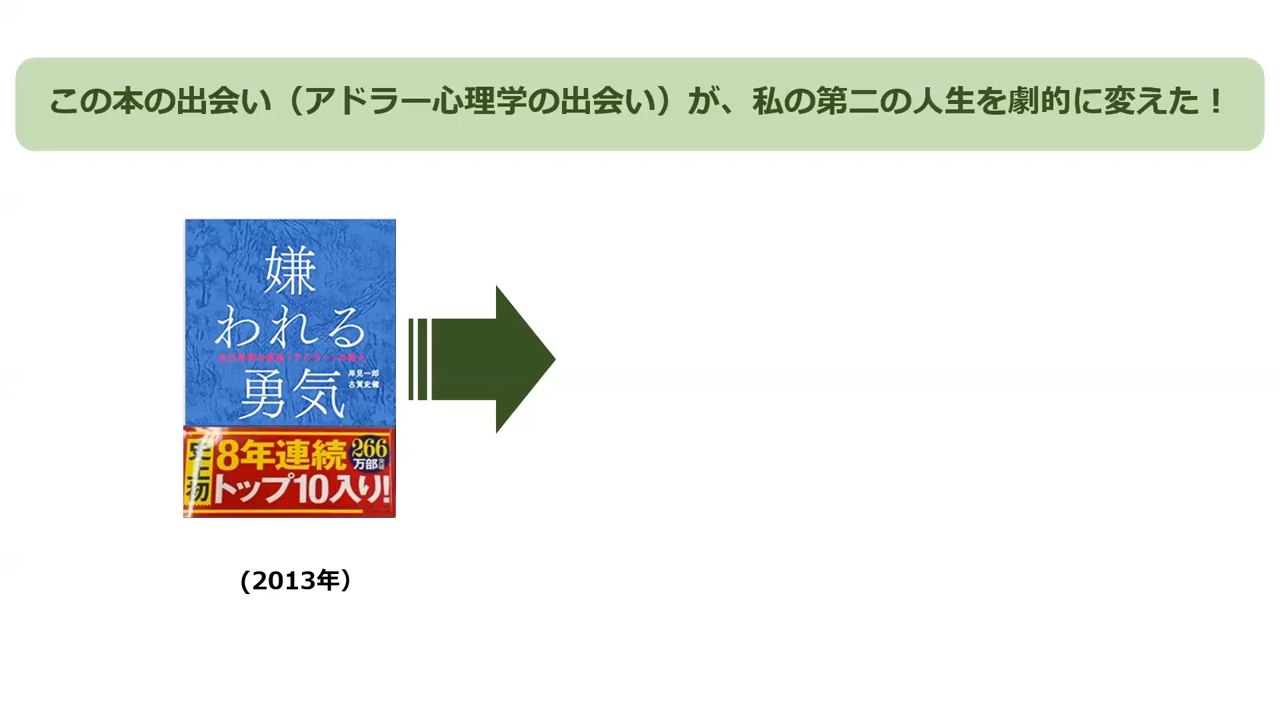 この本の出会い（アドラー心理学の出会い）が、私の第二の人生を劇的に変えた！
嫌
われる
勇気
岸見一郎
古賀史健
史上初
8年連続
266
万部
トップ10入り!
(2013年）